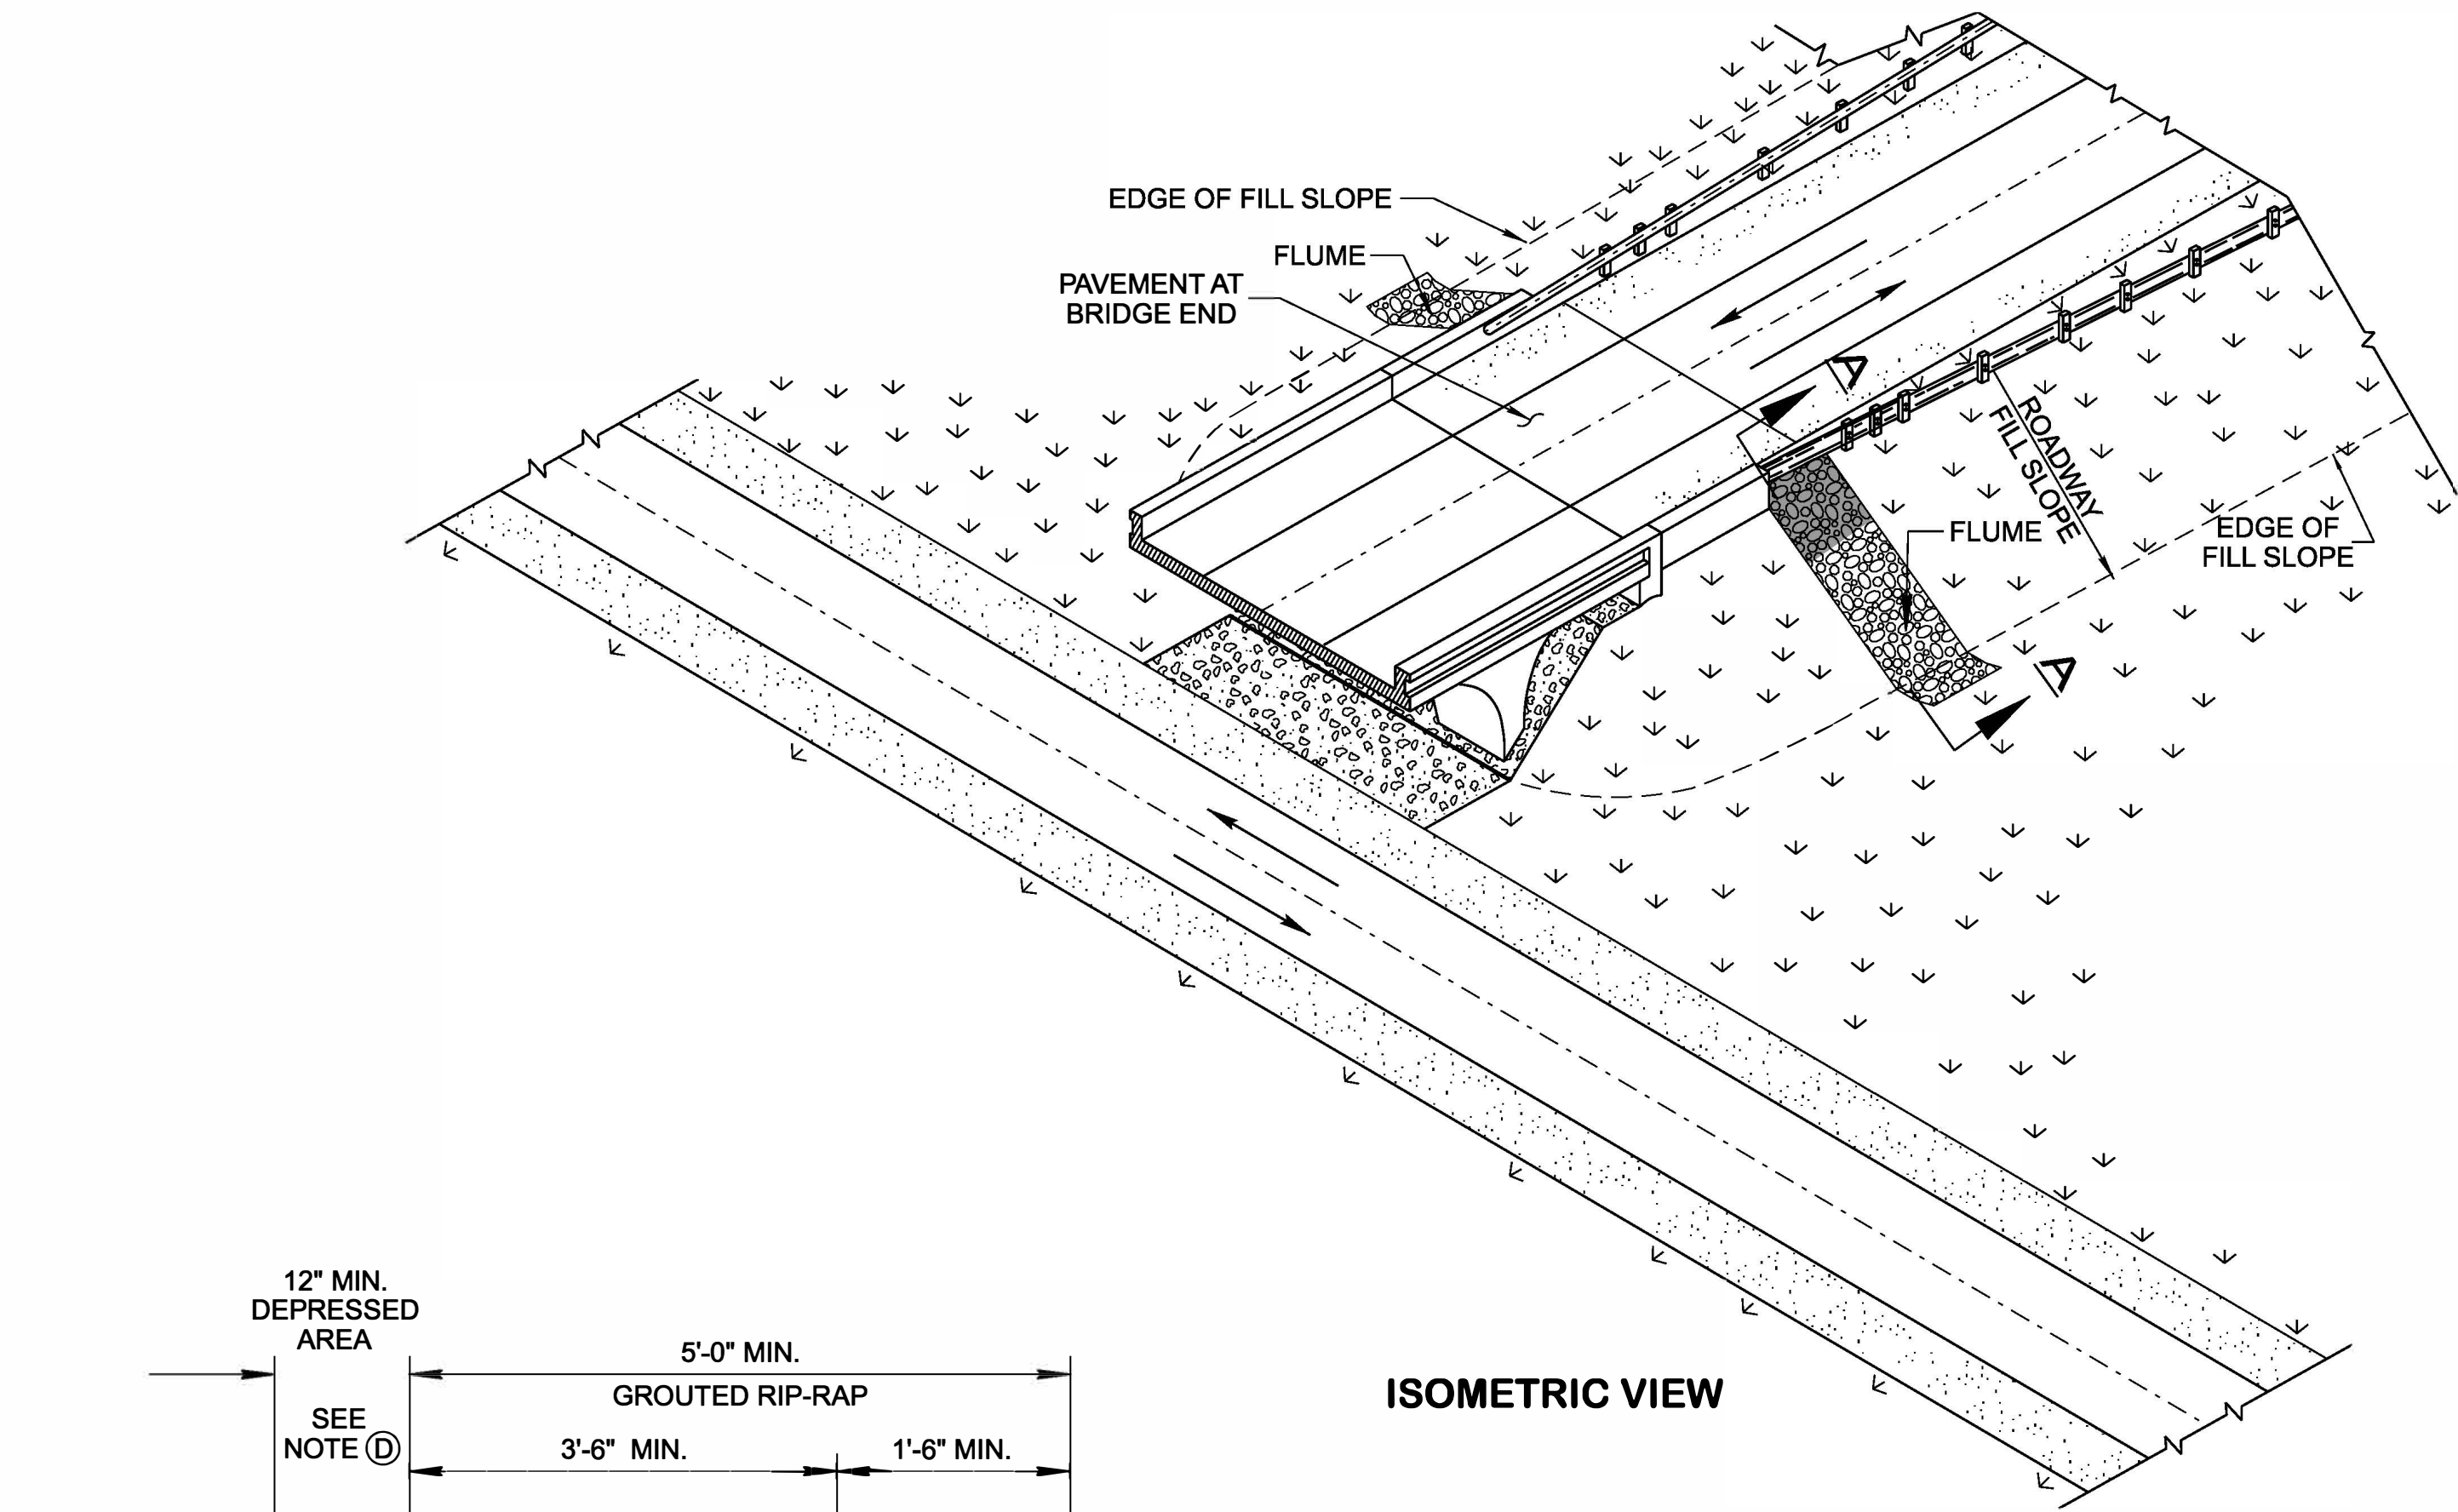 EDGE OF FILL SLOPE
FLUME
PAVEMENT AT
BRIDGE END
A
ROADWAY
FILL SLOPE
FLUME
EDGE OF
FILL SLOPE
A
12" MIN.
DEPRESSED
AREA
SEE
NOTE Ⓓ
5'-0" MIN.
GROUTED RIP-RAP
3'-6" MIN.
1'-6" MIN.
ISOMETRIC VIEW